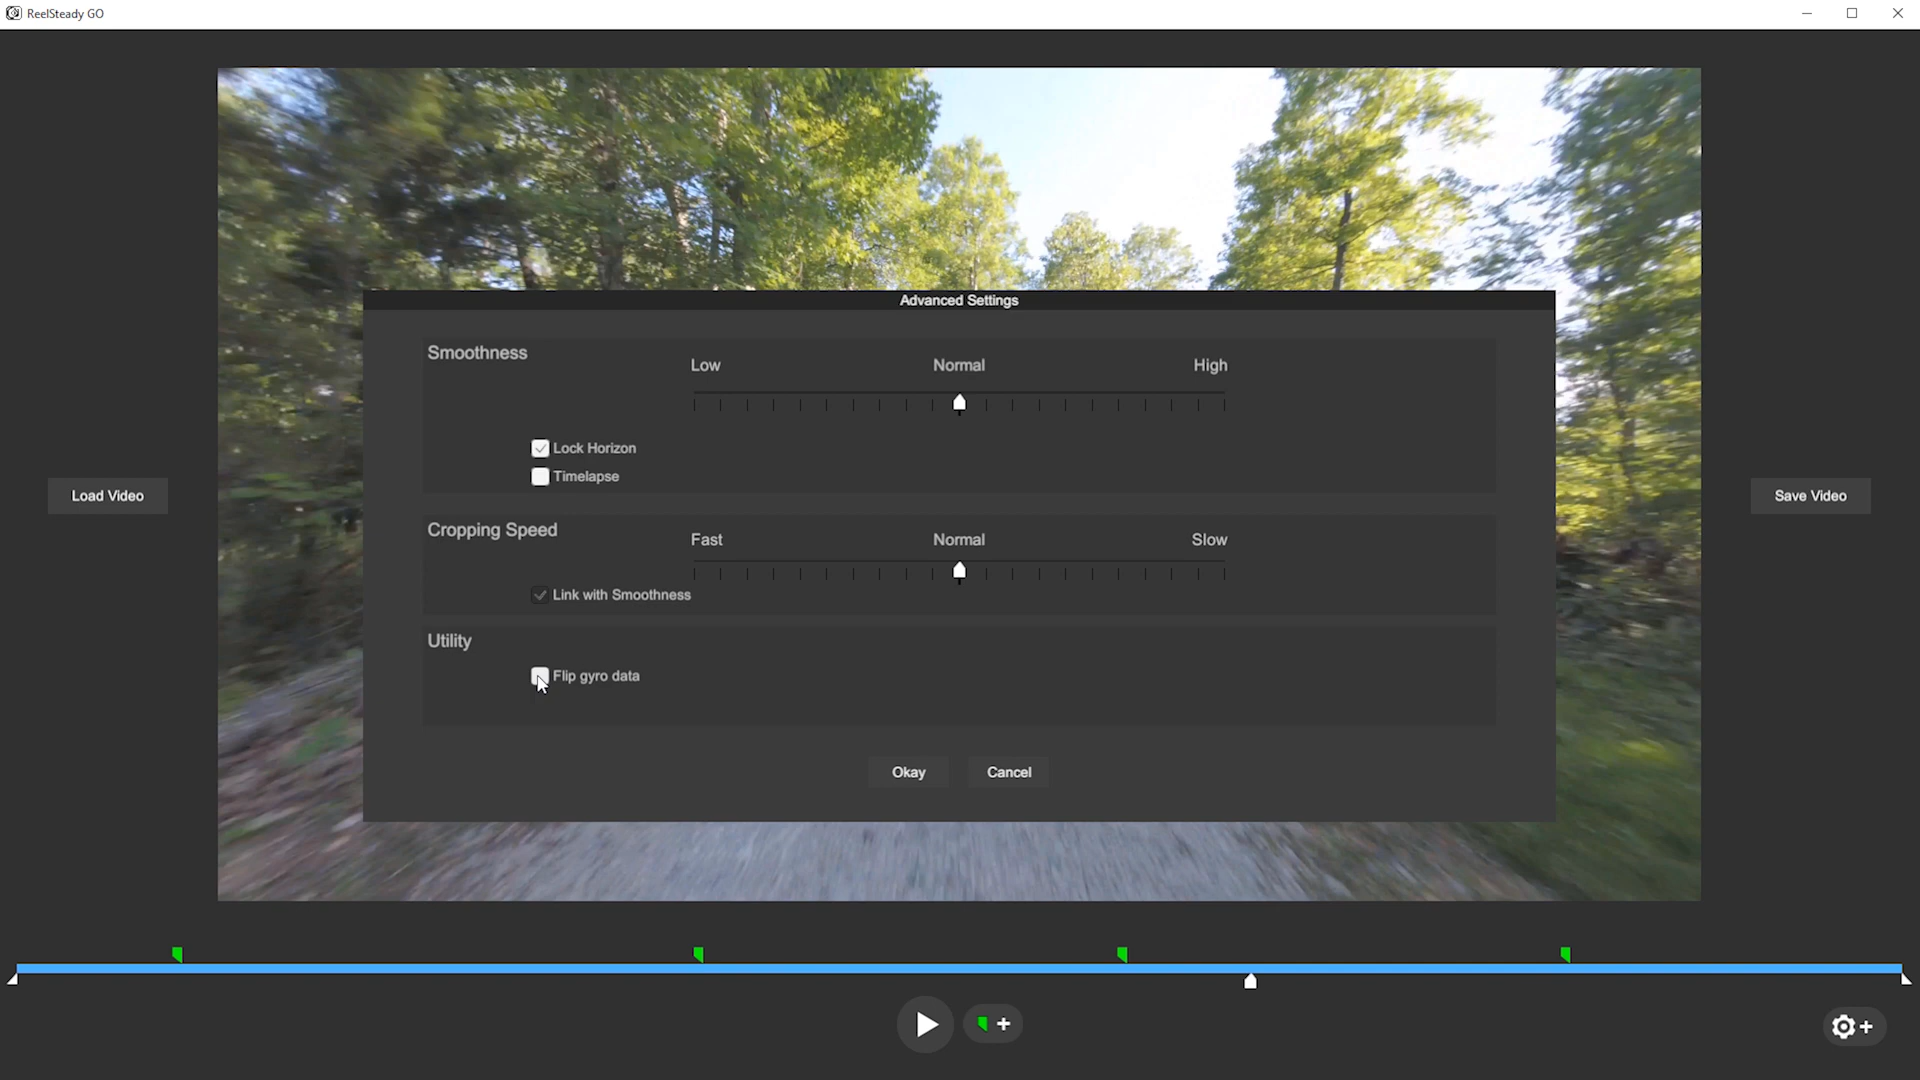 ReelSteady GO
Advanced Settings
Smoothness
Low Normal High
Lock Horizon
Timelapse
Load Video
Save Video
Cropping Speed
Fast Normal Slow
Link with Smoothness
Utility
Flip gyro data
Okay Cancel